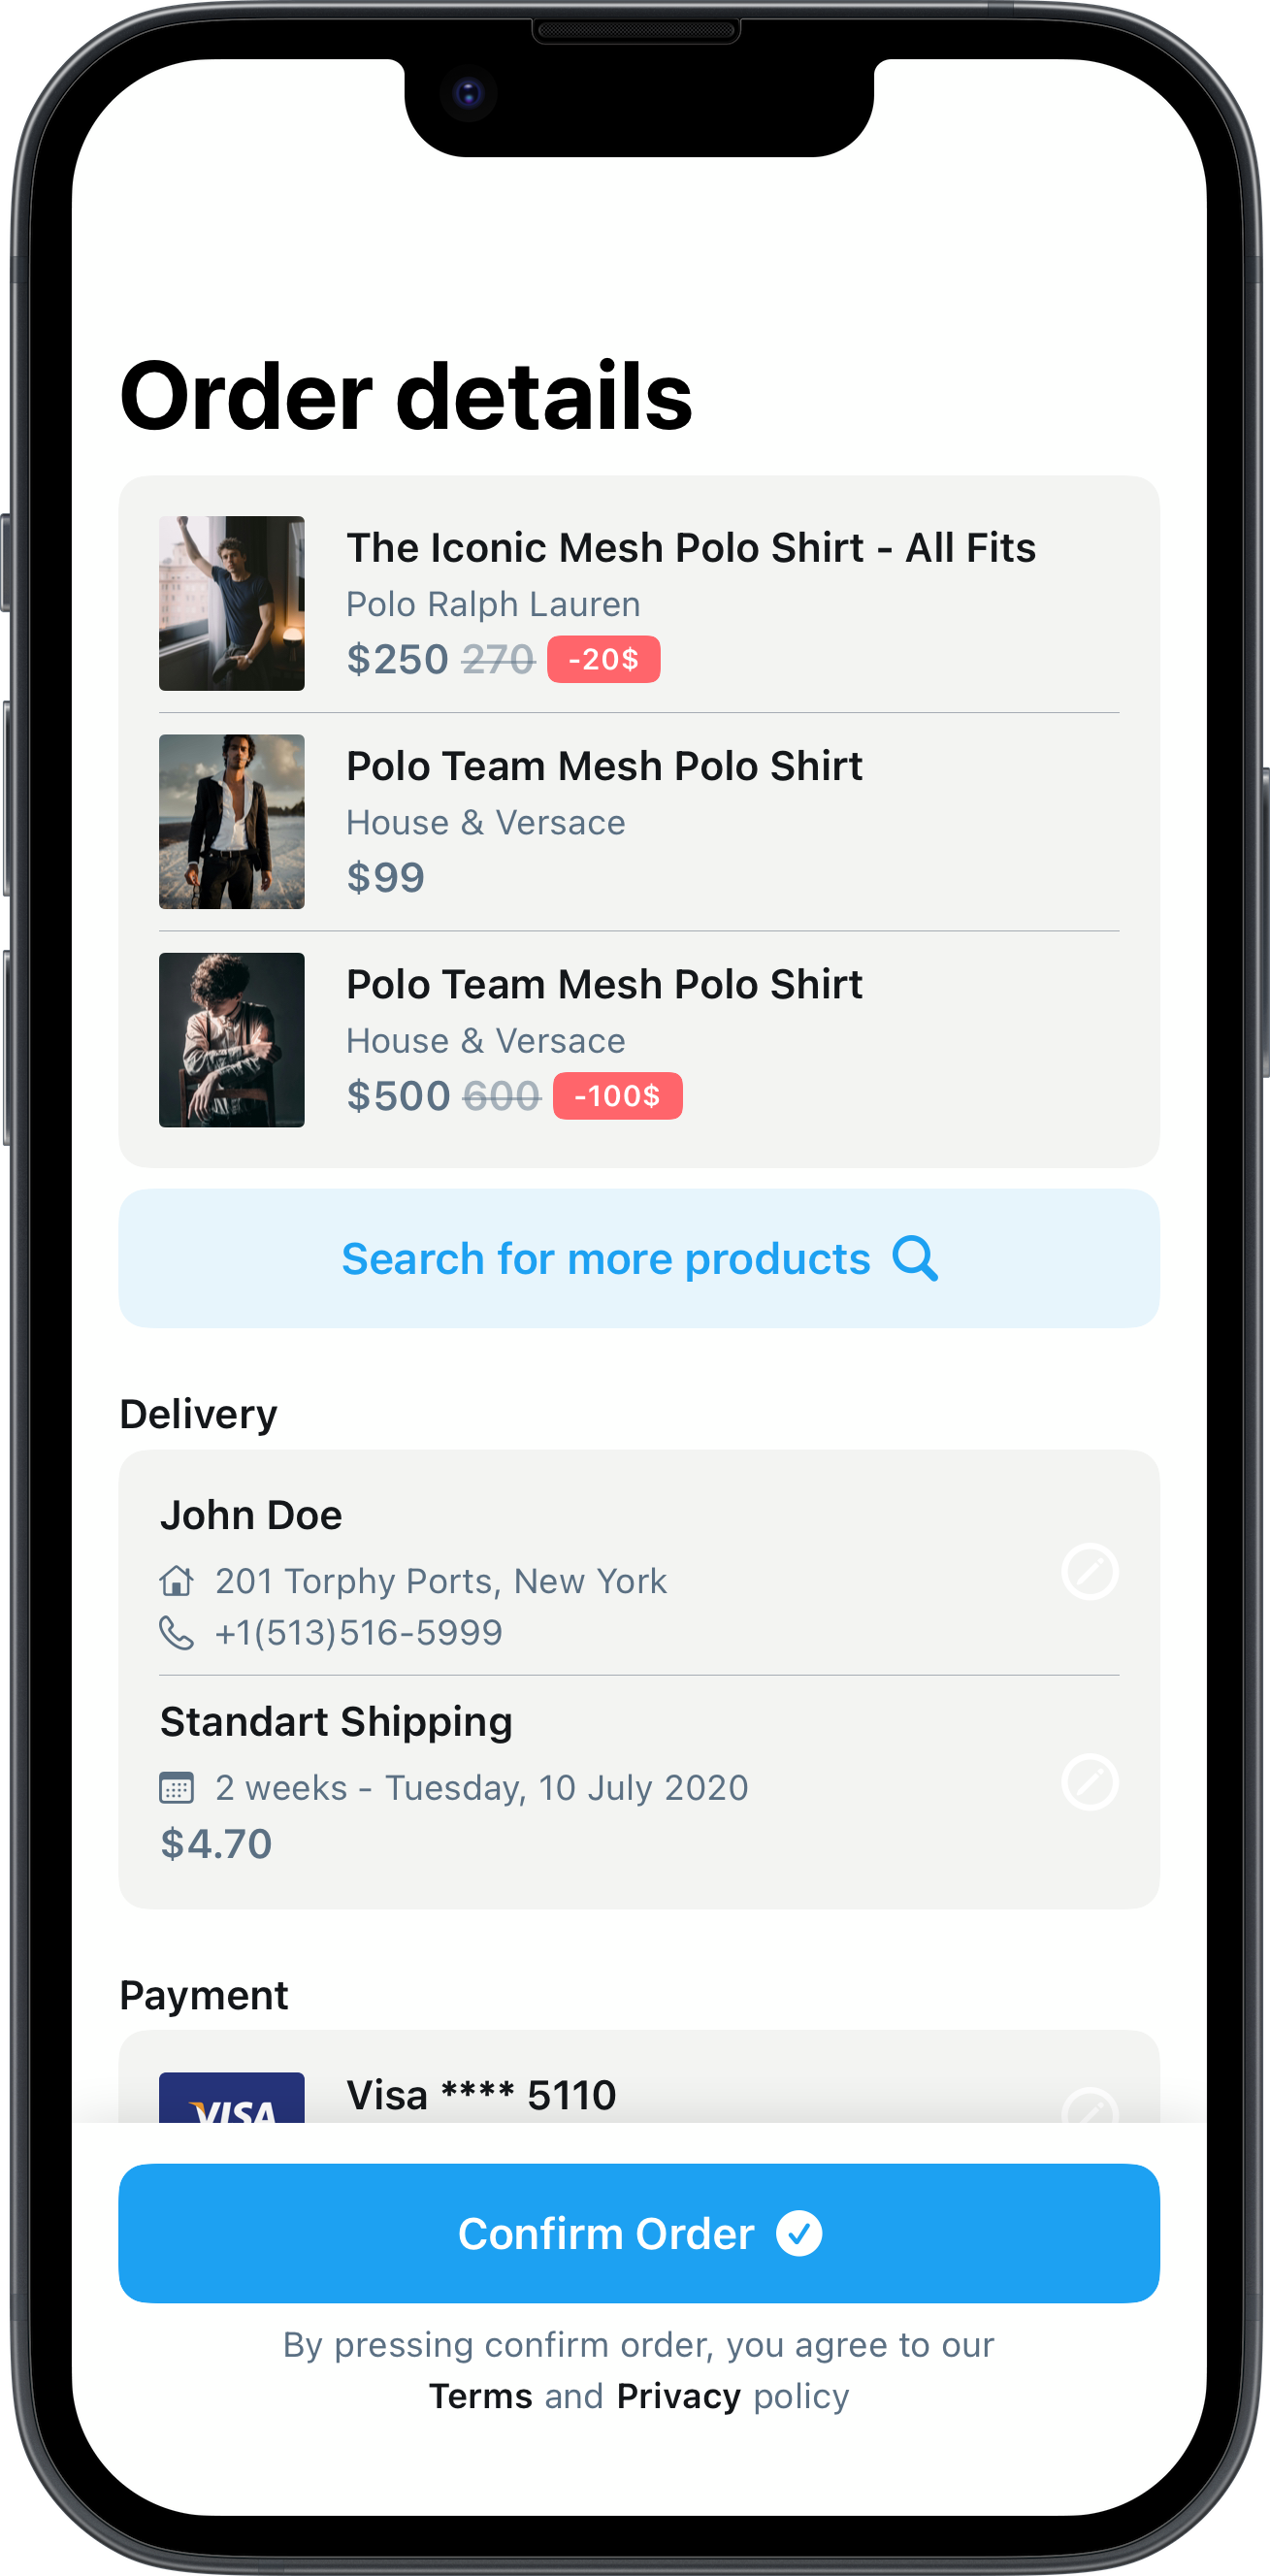 Order details
The Iconic Mesh Polo Shirt - All Fits
Polo Ralph Lauren
$250 270 -20$
Polo Team Mesh Polo Shirt
House & Versace
$99
Polo Team Mesh Polo Shirt
House & Versace
$500 600 -100$
Search for more products
Delivery
John Doe
201 Torphy Ports, New York
+1(513)516-5999
Standart Shipping
2 weeks - Tuesday, 10 July 2020
$4.70
Payment
Visa **** 5110
VISA
Confirm Order
By pressing confirm order, you agree to our
Terms and Privacy policy